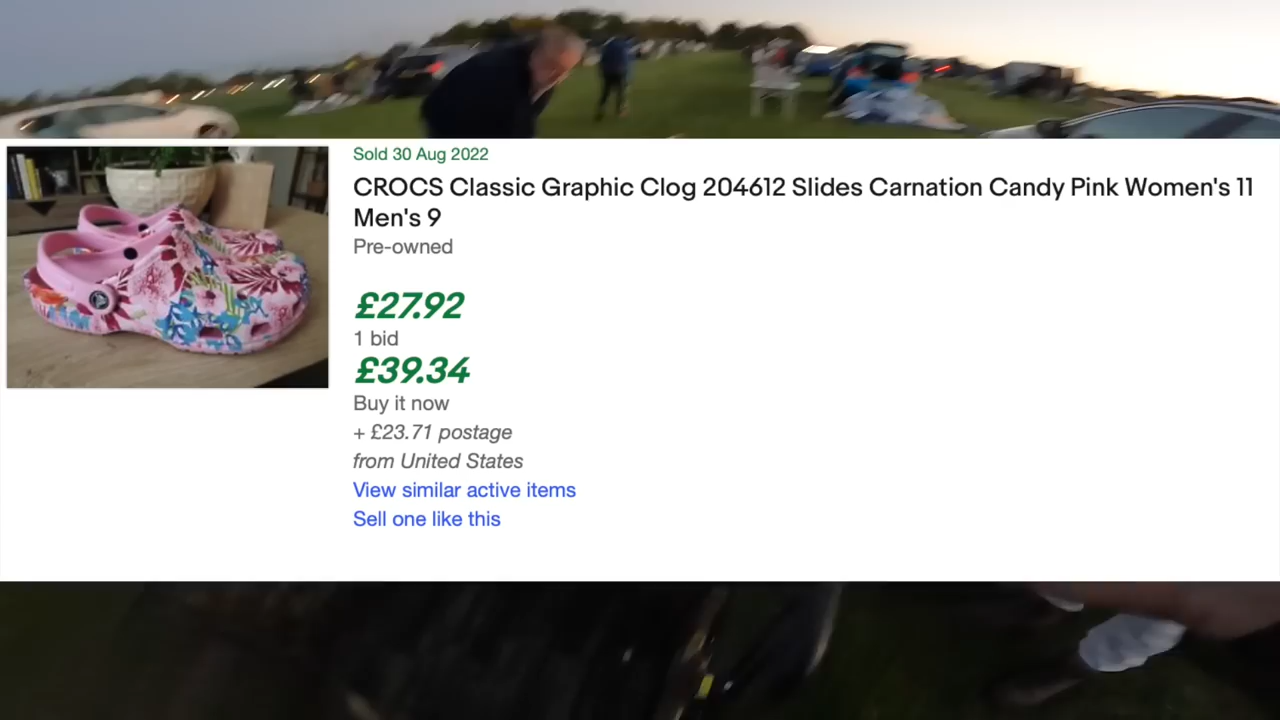 Sold 30 Aug 2022
CROCS Classic Graphic Clog 204612 Slides Carnation Candy Pink Women's 11
Men's 9
Pre-owned
£27.92
1 bid
£39.34
Buy it now
+ £23.71 postage
from United States
View similar active items
Sell one like this